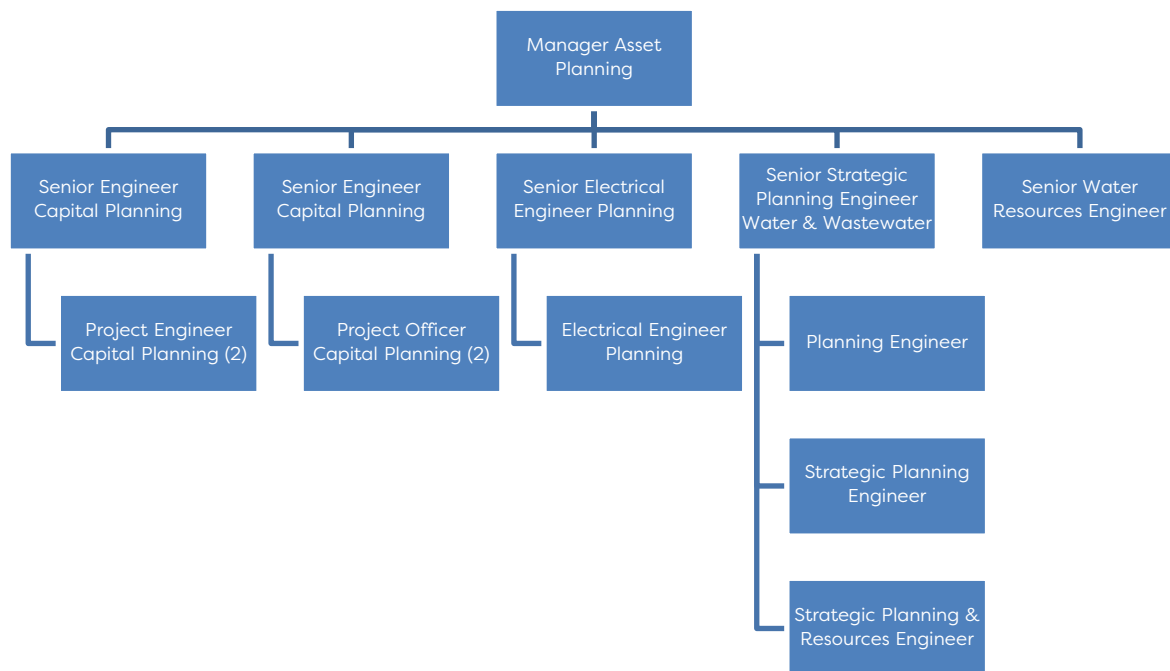 Manager Asset
Planning
Senior Engineer
Capital Planning
Senior Engineer
Capital Planning
Senior Electrical
Engineer Planning
Senior Strategic
Planning Engineer
Water & Wastewater
Senior Water
Resources Engineer
Project Engineer
Capital Planning (2)
Project Officer
Capital Planning (2)
Electrical Engineer
Planning
Planning Engineer
Strategic Planning
Engineer
Strategic Planning &
Resources Engineer